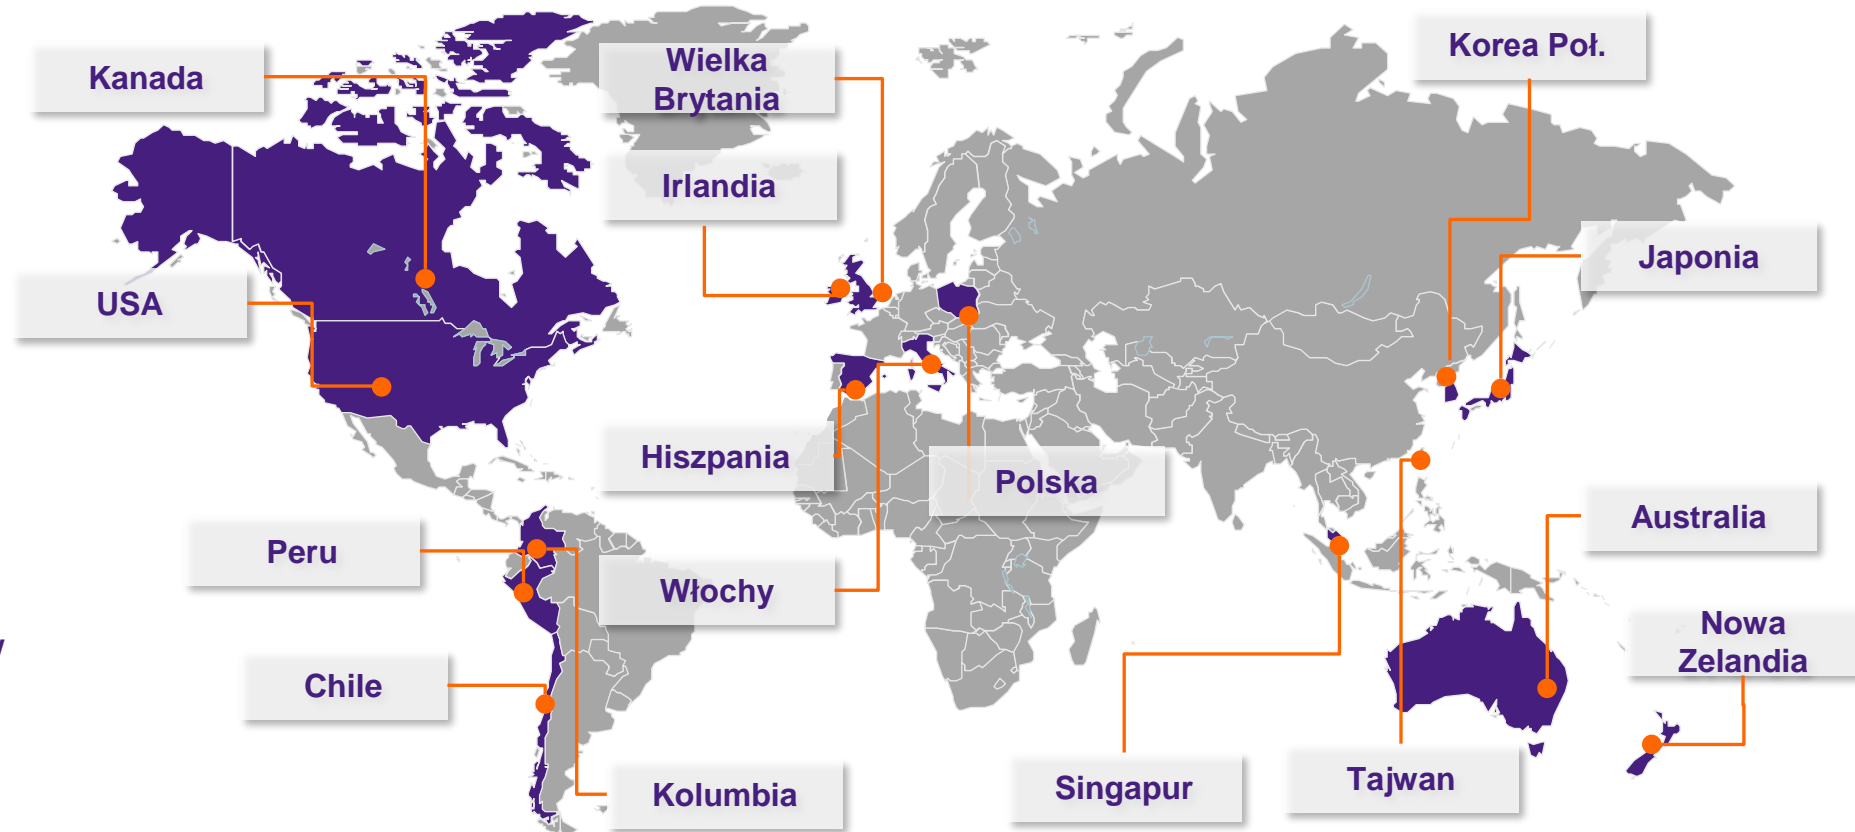 Kanada
Wielka
Brytania
Korea Poł.
Irlandia
Japonia
USA
Hiszpania
Polska
Australia
Peru
Włochy
Nowa
Zelandia
Chile
Kolumbia
Singapur
Tajwan